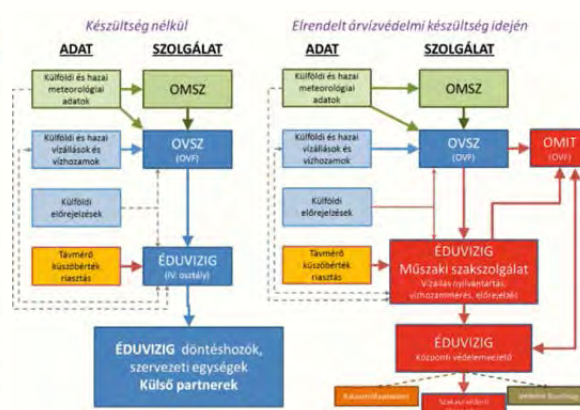 Készültség nélkül
ADAT
SZOLGÁLAT
Külföldi és hazai
meteorológiai
adatok
OMSZ
Külföldi és hazai
vízállások és
vízhozamok
OVSZ
(OVF)
Külföldi
előrejelzések
Távmérő
küszöbérték
riasztás
ÉDUVIZIG
(IV. osztály)
ÉDUVIZIG döntéshozók,
szervezeti egységek
Külső partnerek
Elrendelt árvízvédelmi készültség idején
ADAT
SZOLGÁLAT
Külföldi és hazai
meteorológiai
adatok
OMSZ
Külföldi és hazai
vízállások és
vízhozamok
OVSZ
(OVF)
OMIT
(OVF)
Külföldi
előrejelzések
Távmérő
küszöbérték
riasztás
ÉDUVIZIG
Műszaki szakszolgálat
Vízállás nyilvántartás,
vízhozammérés, előrejelzés
ÉDUVIZIG
Központi védelemvezető